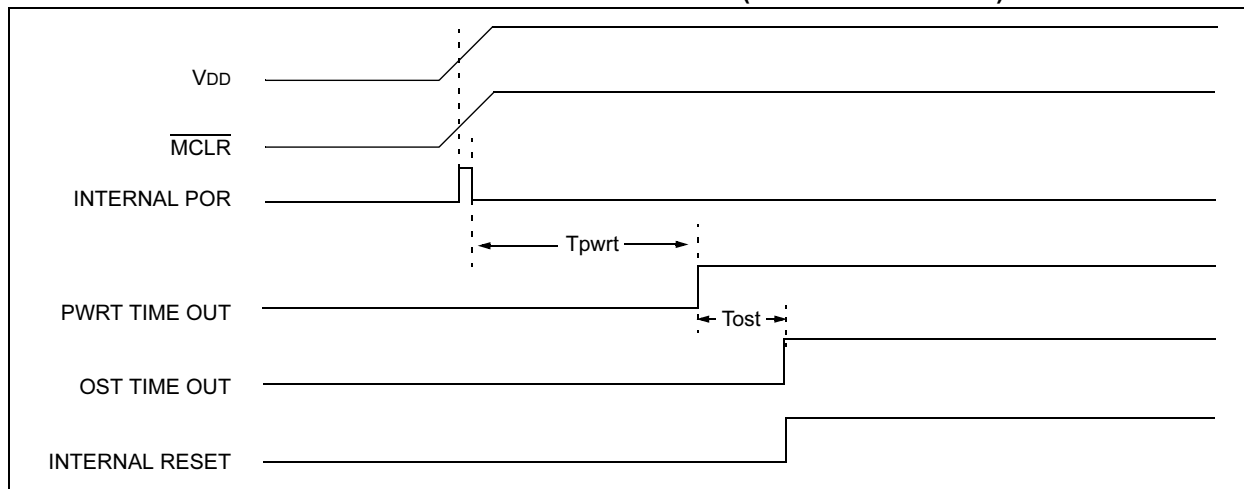 VDD
MCLR
INTERNAL POR
Tpwrt
PWRT TIME OUT
Tost
OST TIME OUT
INTERNAL RESET